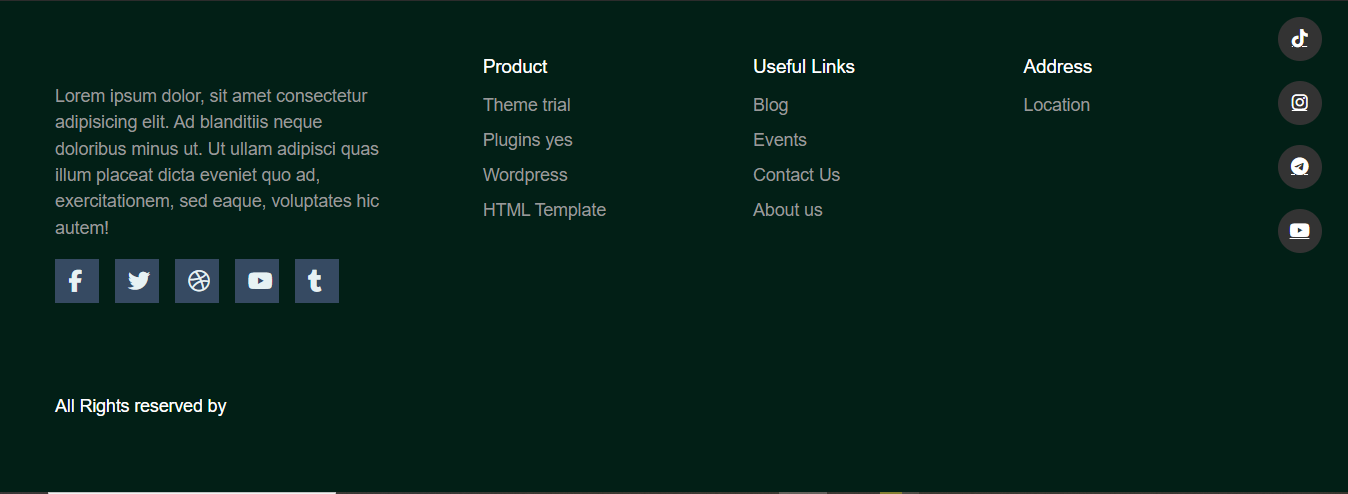 Lorem ipsum dolor, sit amet consectetur
adipisicing elit. Ad blanditiis neque
doloribus minus ut. Ut ullam adipisci quas
illum placeat dicta eveniet quo ad,
exercitationem, sed eaque, voluptates hic
autem!
Product
Theme trial
Plugins yes
Wordpress
HTML Template
Useful Links
Blog
Events
Contact Us
About us
Address
Location
All Rights reserved by